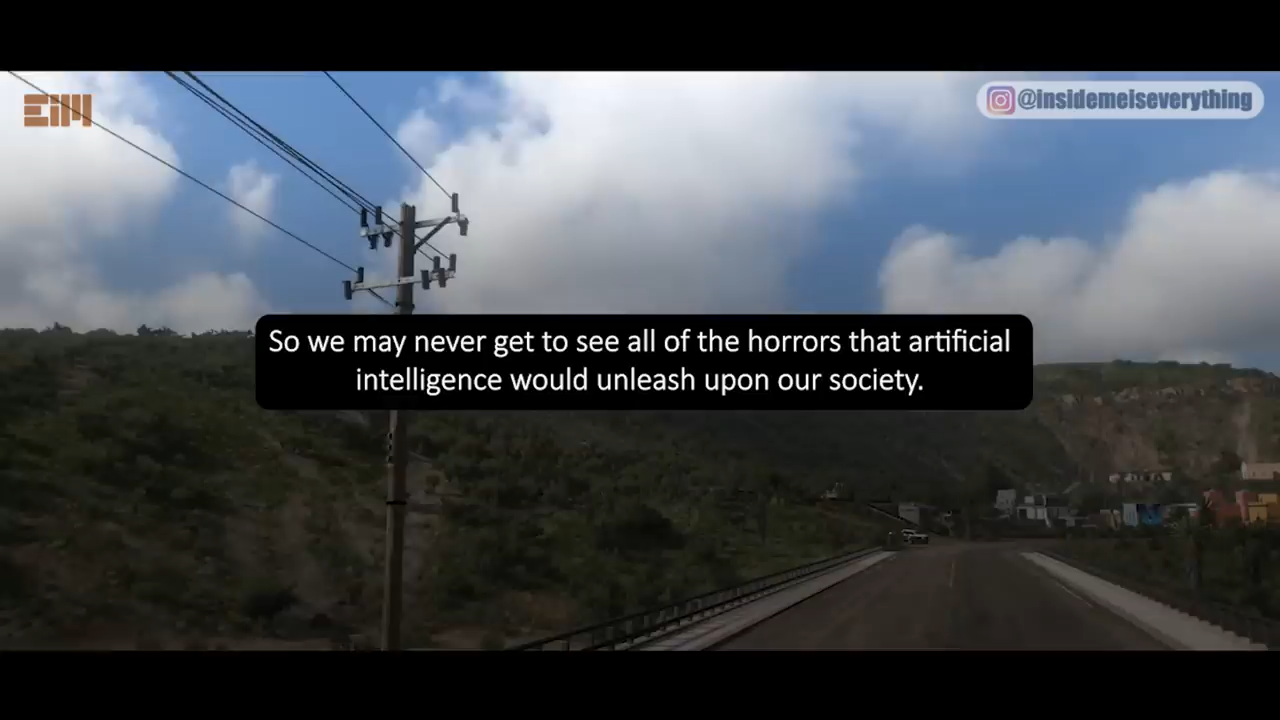 EiM
@insidemeiseverything
So we may never get to see all of the horrors that artificial
intelligence would unleash upon our society.